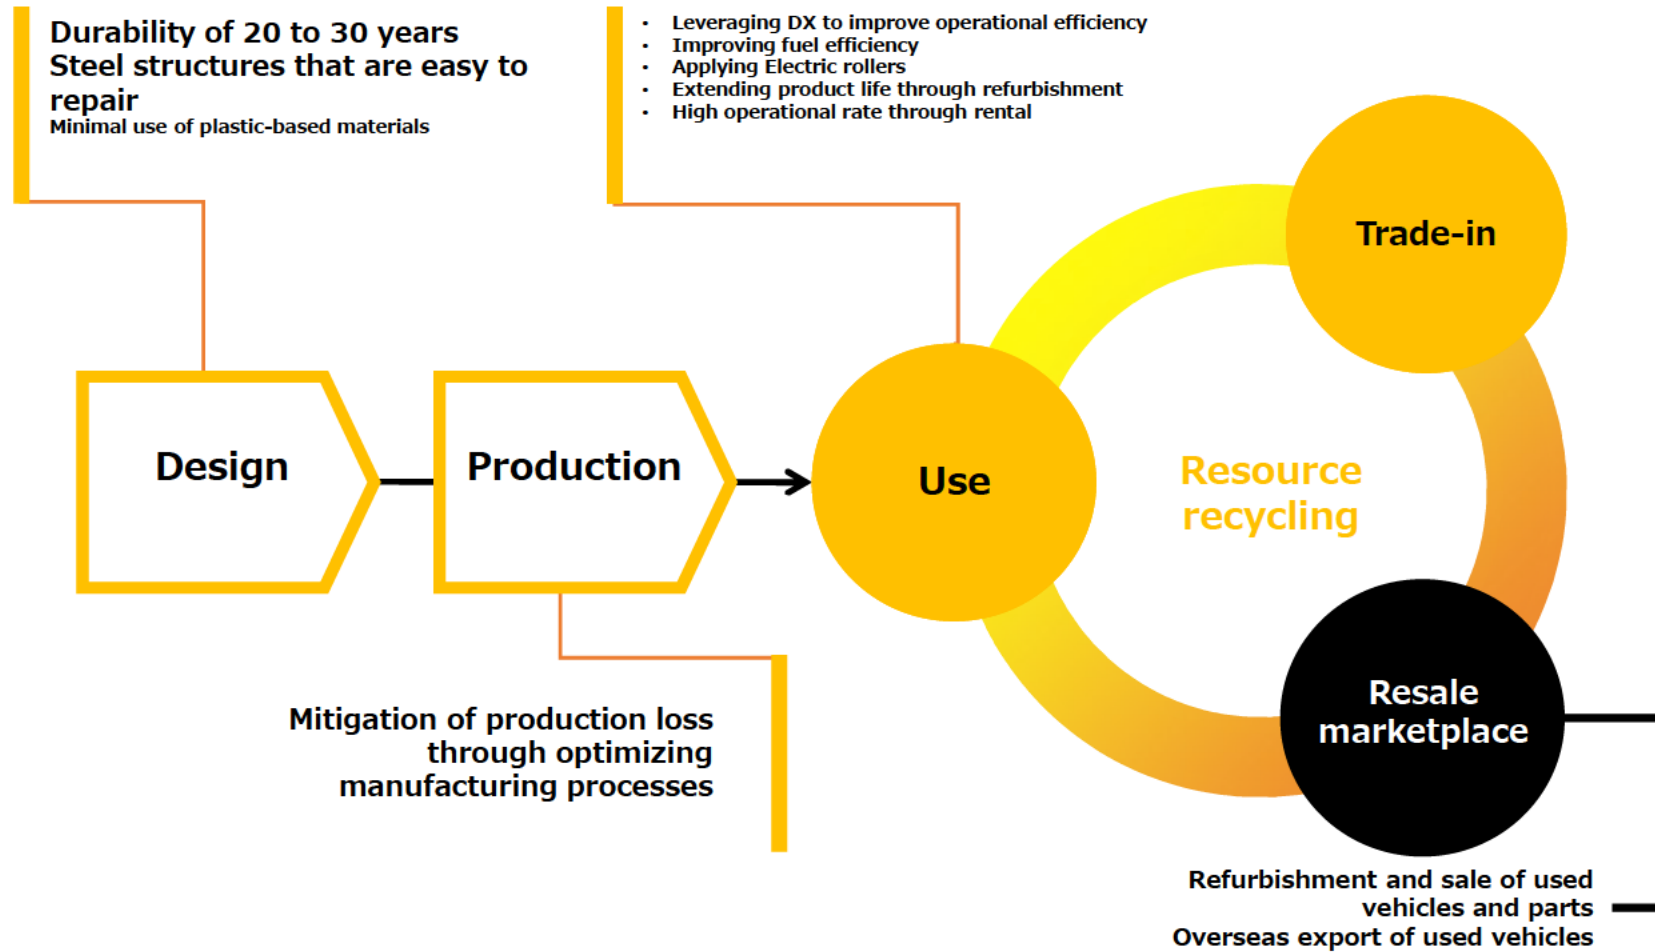 Durability of 20 to 30 years
Steel structures that are easy to
repair
Minimal use of plastic-based materials
• Leveraging DX to improve operational efficiency
• Improving fuel efficiency
• Applying Electric rollers
• Extending product life through refurbishment
• High operational rate through rental
Design
Production
Use
Trade-in
Resource
recycling
Resale
marketplace
Mitigation of production loss
through optimizing
manufacturing processes
Refurbishment and sale of used
vehicles and parts
Overseas export of used vehicles